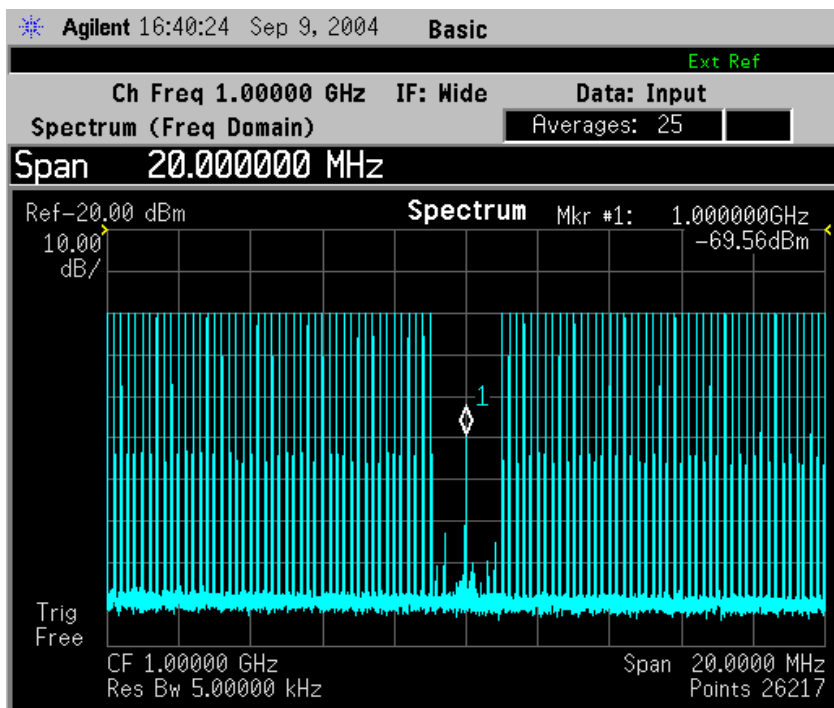 Agilent 16:40:24 Sep 9, 2004 Basic
Ext Ref
Ch Freq 1.00000 GHz IF: Wide Data: Input
Spectrum (Freq Domain) Averages: 25
Span 20.000000 MHz
Ref-20.00 dBm Spectrum Mkr #1: 1.000000GHz
10.00 -69.56dBm
dB/
1
Trig
Free
CF 1.00000 GHz Span 20.0000 MHz
Res Bw 5.00000 kHz Points 26217